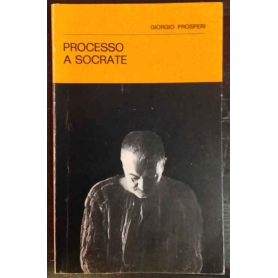 GIORGIO PROSPERI
PROCESSO
A SOCRATE